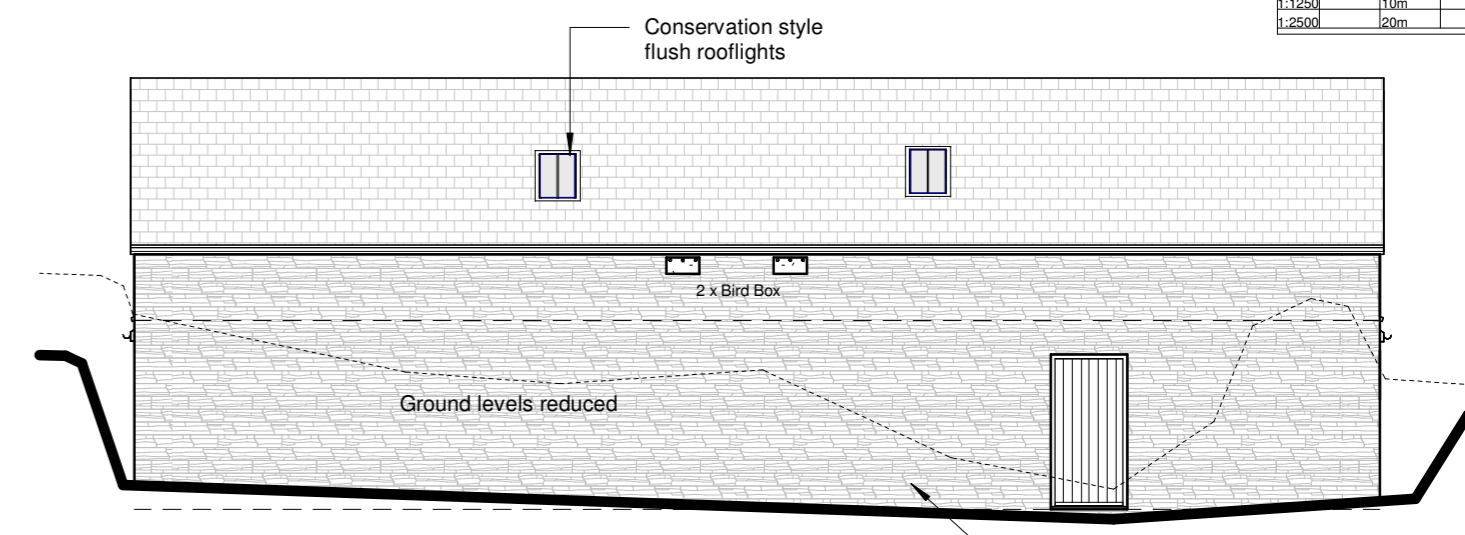 1:1250 10m
1:2500 20m
Conservation style
flush rooflights
2 x Bird Box
Ground levels reduced